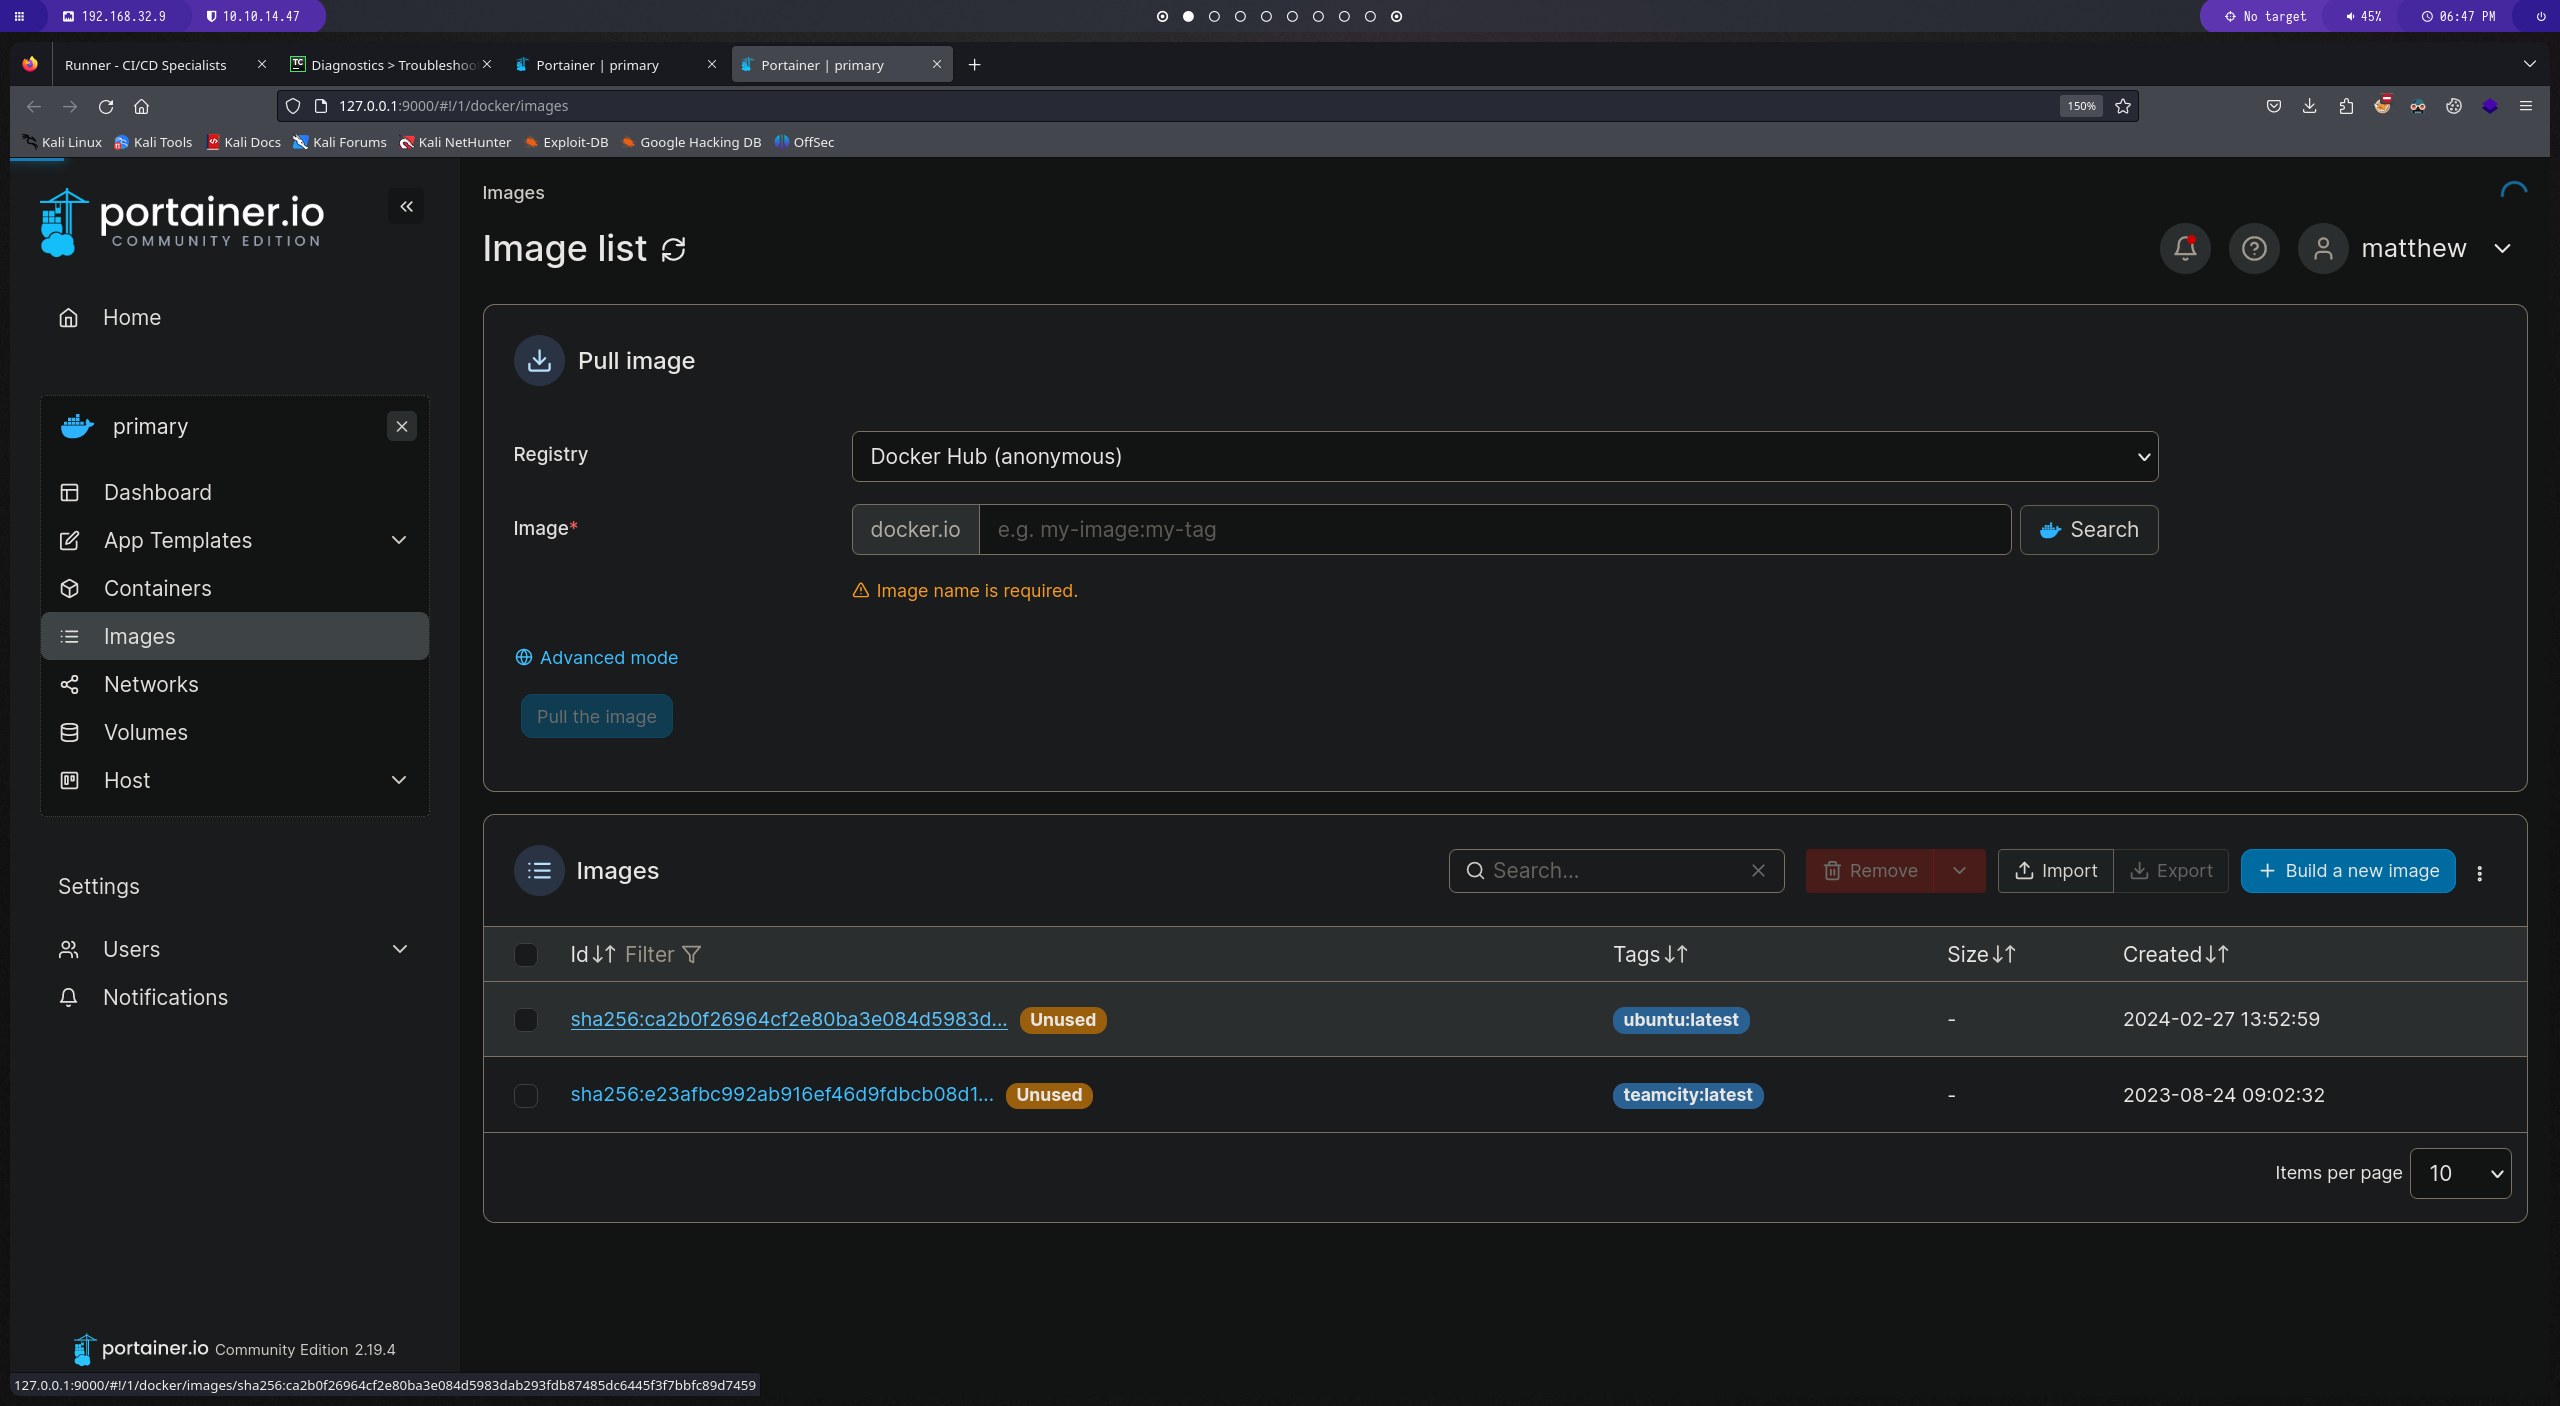 192.168.32.9 10.10.14.47 No target 45% 06:47 PM
Runner - CI/CD Specialists Diagnostics > Troubleshoo Portainer | primary Portainer | primary
127.0.0.1:9000/#!/1/docker/images 150%
Kali Linux Kali Tools Kali Docs Kali Forums Kali NetHunter Exploit-DB Google Hacking DB OffSec
portainer.io
COMMUNITY EDITION
Home
primary
Dashboard
App Templates
Containers
Images
Networks
Volumes
Host
Settings
Users
Notifications
portainer.io Community Edition 2.19.4
Images
Image list
matthew
Pull image
Registry Docker Hub (anonymous)
Image* docker.io e.g. my-image:my-tag Search
Image name is required.
Advanced mode
Pull the image
Images Search... Remove Import Export Build a new image
Id Filter Tags Size Created
sha256:ca2b0f26964cf2e80ba3e084d5983d... Unused ubuntu:latest - 2024-02-27 13:52:59
sha256:e23afbc992ab916ef46d9fdbcb08d1... Unused teamcity:latest - 2023-08-24 09:02:32
Items per page 10
127.0.0.1:9000/#!/1/docker/images/sha256:ca2b0f26964cf2e80ba3e084d5983dab293fdb87485dc6445f3f7bbfc89d7459